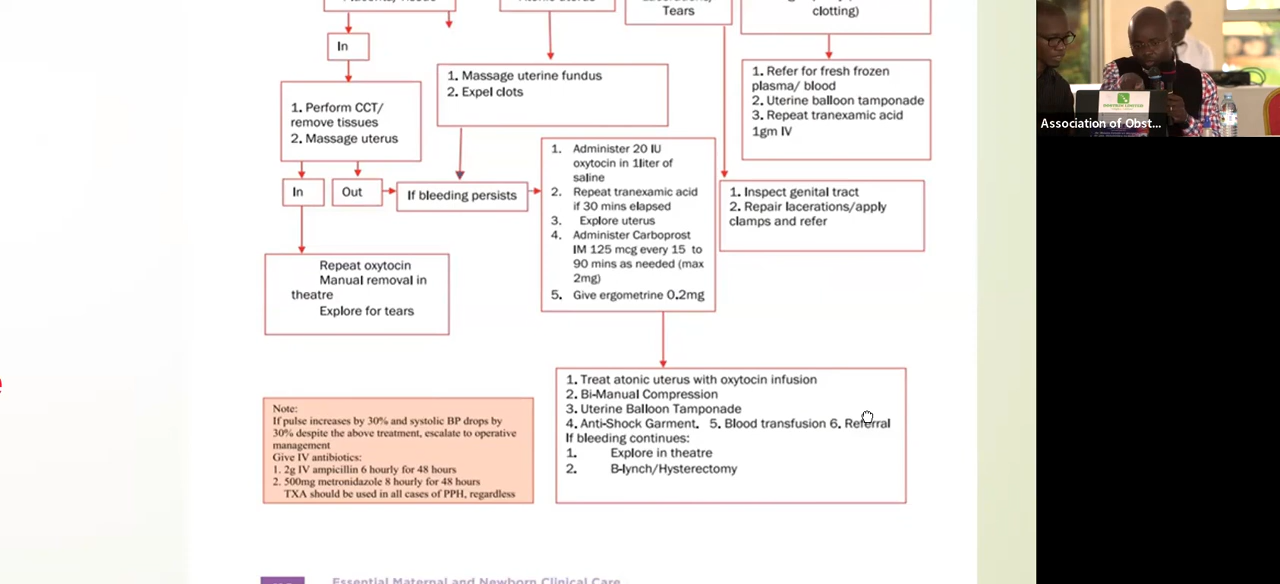 Tears
clotting)
In
1. Massage uterine fundus
2. Expel clots
1. Refer for fresh frozen
plasma/ blood
2. Uterine balloon tamponade
3. Repeat tranexamic acid
1gm IV
1. Perform CCT/
remove tissues
2. Massage uterus
In
Out
If bleeding persists
1. Administer 20 IU
oxytocin in 1liter of
saline
2. Repeat tranexamic acid
if 30 mins elapsed
3. Explore uterus
4. Administer Carboprost
IM 125 mcg every 15 to
90 mins as needed (max
2mg)
5. Give ergometrine 0.2mg
1. Inspect genital tract
2. Repair lacerations/apply
clamps and refer
Repeat oxytocin
Manual removal in
theatre
Explore for tears
1. Treat atonic uterus with oxytocin infusion
2. Bi-Manual Compression
3. Uterine Balloon Tamponade
4. Anti-Shock Garment. 5. Blood transfusion 6. Referral
If bleeding continues:
1. Explore in theatre
2. B-lynch/Hysterectomy
Note:
If pulse increases by 30% and systolic BP drops by
30% despite the above treatment, escalate to operative
management
Give IV antibiotics:
1. 2g IV ampicillin 6 hourly for 48 hours
2. 500mg metronidazole 8 hourly for 48 hours
TXA should be used in all cases of PPH, regardless
Essential Maternal and Newborn Clinical Care
Association of Obst...